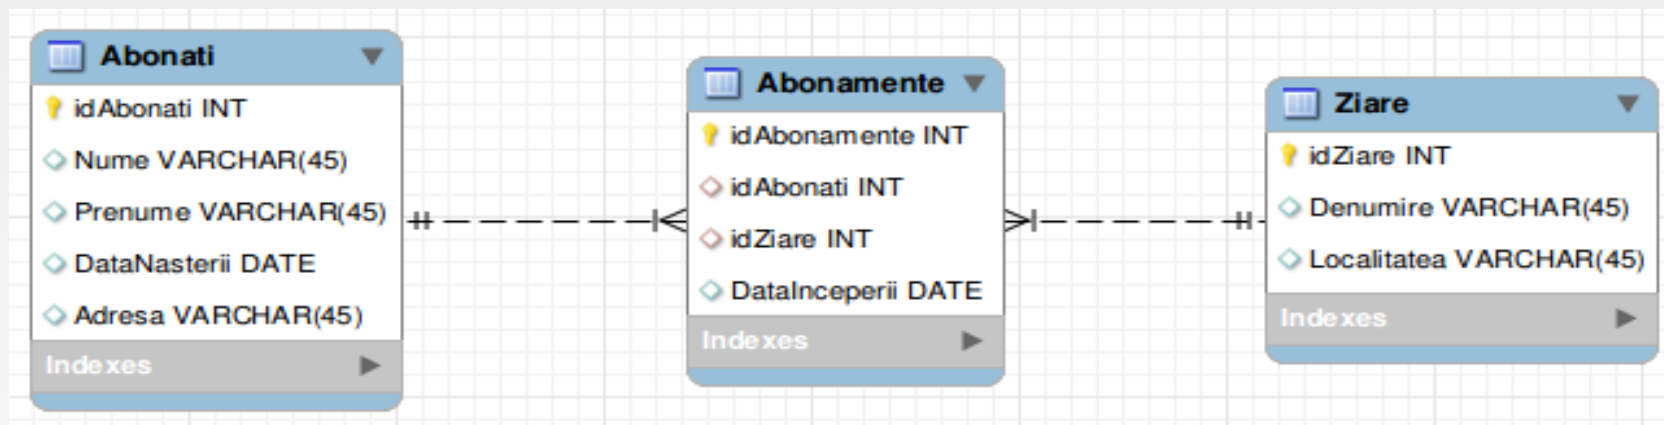 Abonati
idAbonati INT
Nume VARCHAR(45)
Prenume VARCHAR(45)
DataNasterii DATE
Adresa VARCHAR(45)
Indexes
Abonamente
idAbonamente INT
idAbonati INT
idZiare INT
DataInceperii DATE
Indexes
Ziare
idZiare INT
Denumire VARCHAR(45)
Localitatea VARCHAR(45)
Indexes